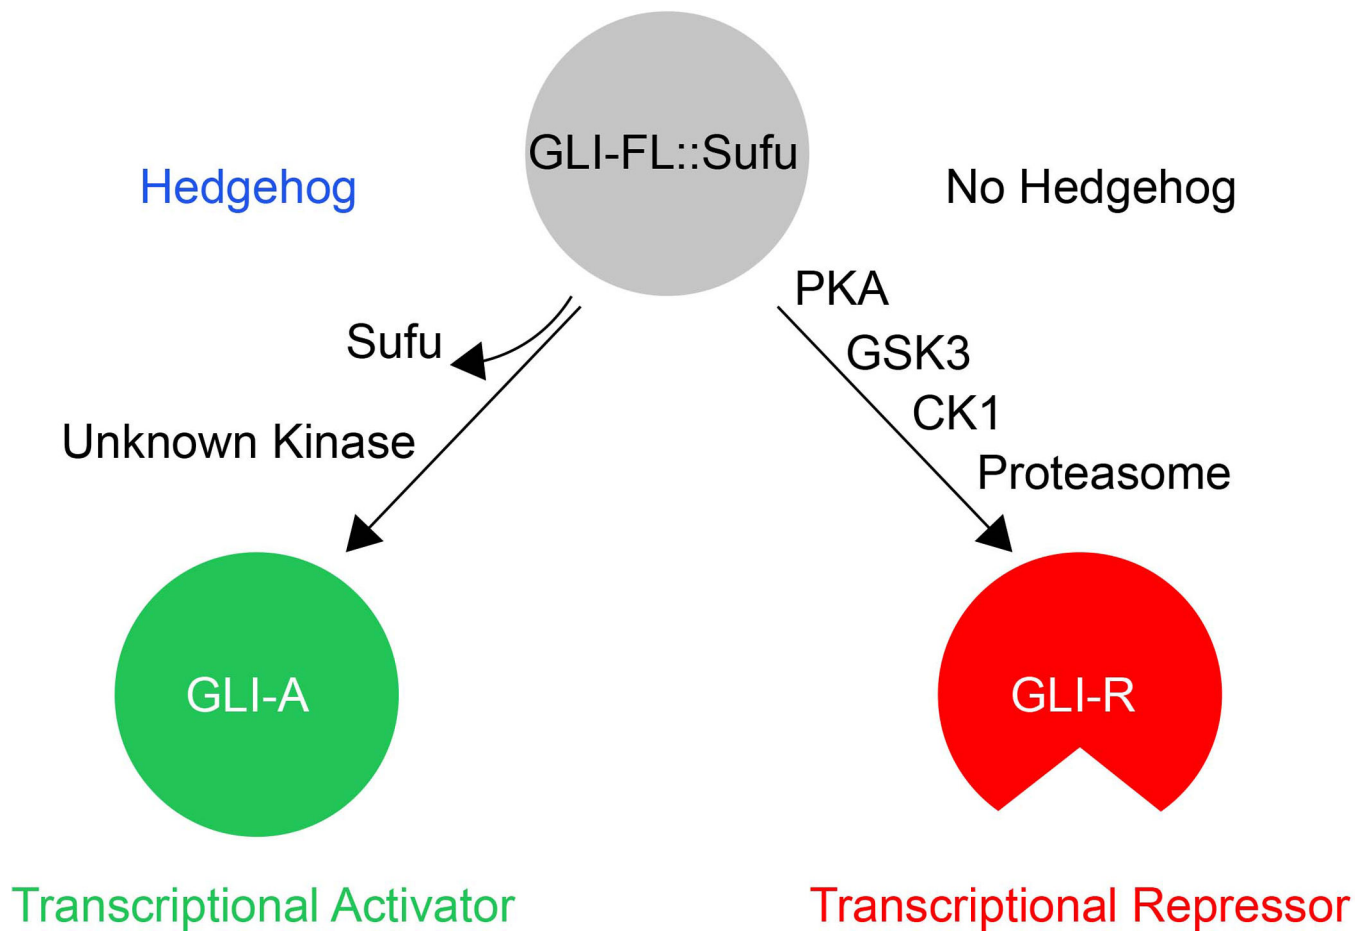 GLI-FL::Sufu
Hedgehog
No Hedgehog
PKA
Sufu
GSK3
CK1
Unknown Kinase
Proteasome
GLI-A
GLI-R
Transcriptional Activator
Transcriptional Repressor